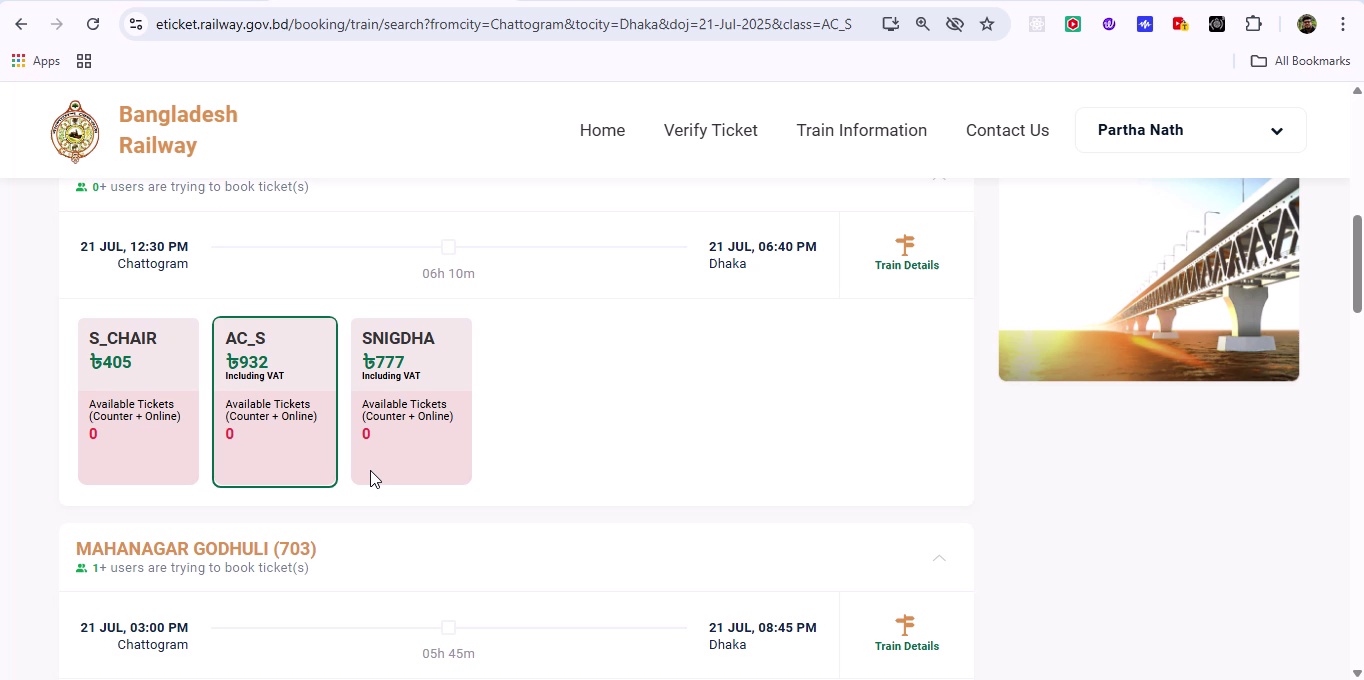 eticket.railway.gov.bd/booking/train/search?fromcity=Chattogram&tocity=Dhaka&doj=21-Jul-2025&class=AC_S
Apps
All Bookmarks
Bangladesh
Railway
Home
Verify Ticket
Train Information
Contact Us
Partha Nath
0+ users are trying to book ticket(s)
21 JUL, 12:30 PM
Chattogram
06h 10m
21 JUL, 06:40 PM
Dhaka
Train Details
S_CHAIR
৳405
Available Tickets
(Counter + Online)
0
AC_S
৳932
Including VAT
Available Tickets
(Counter + Online)
0
SNIGDHA
৳777
Including VAT
Available Tickets
(Counter + Online)
0
MAHANAGAR GODHULI (703)
1+ users are trying to book ticket(s)
21 JUL, 03:00 PM
Chattogram
05h 45m
21 JUL, 08:45 PM
Dhaka
Train Details